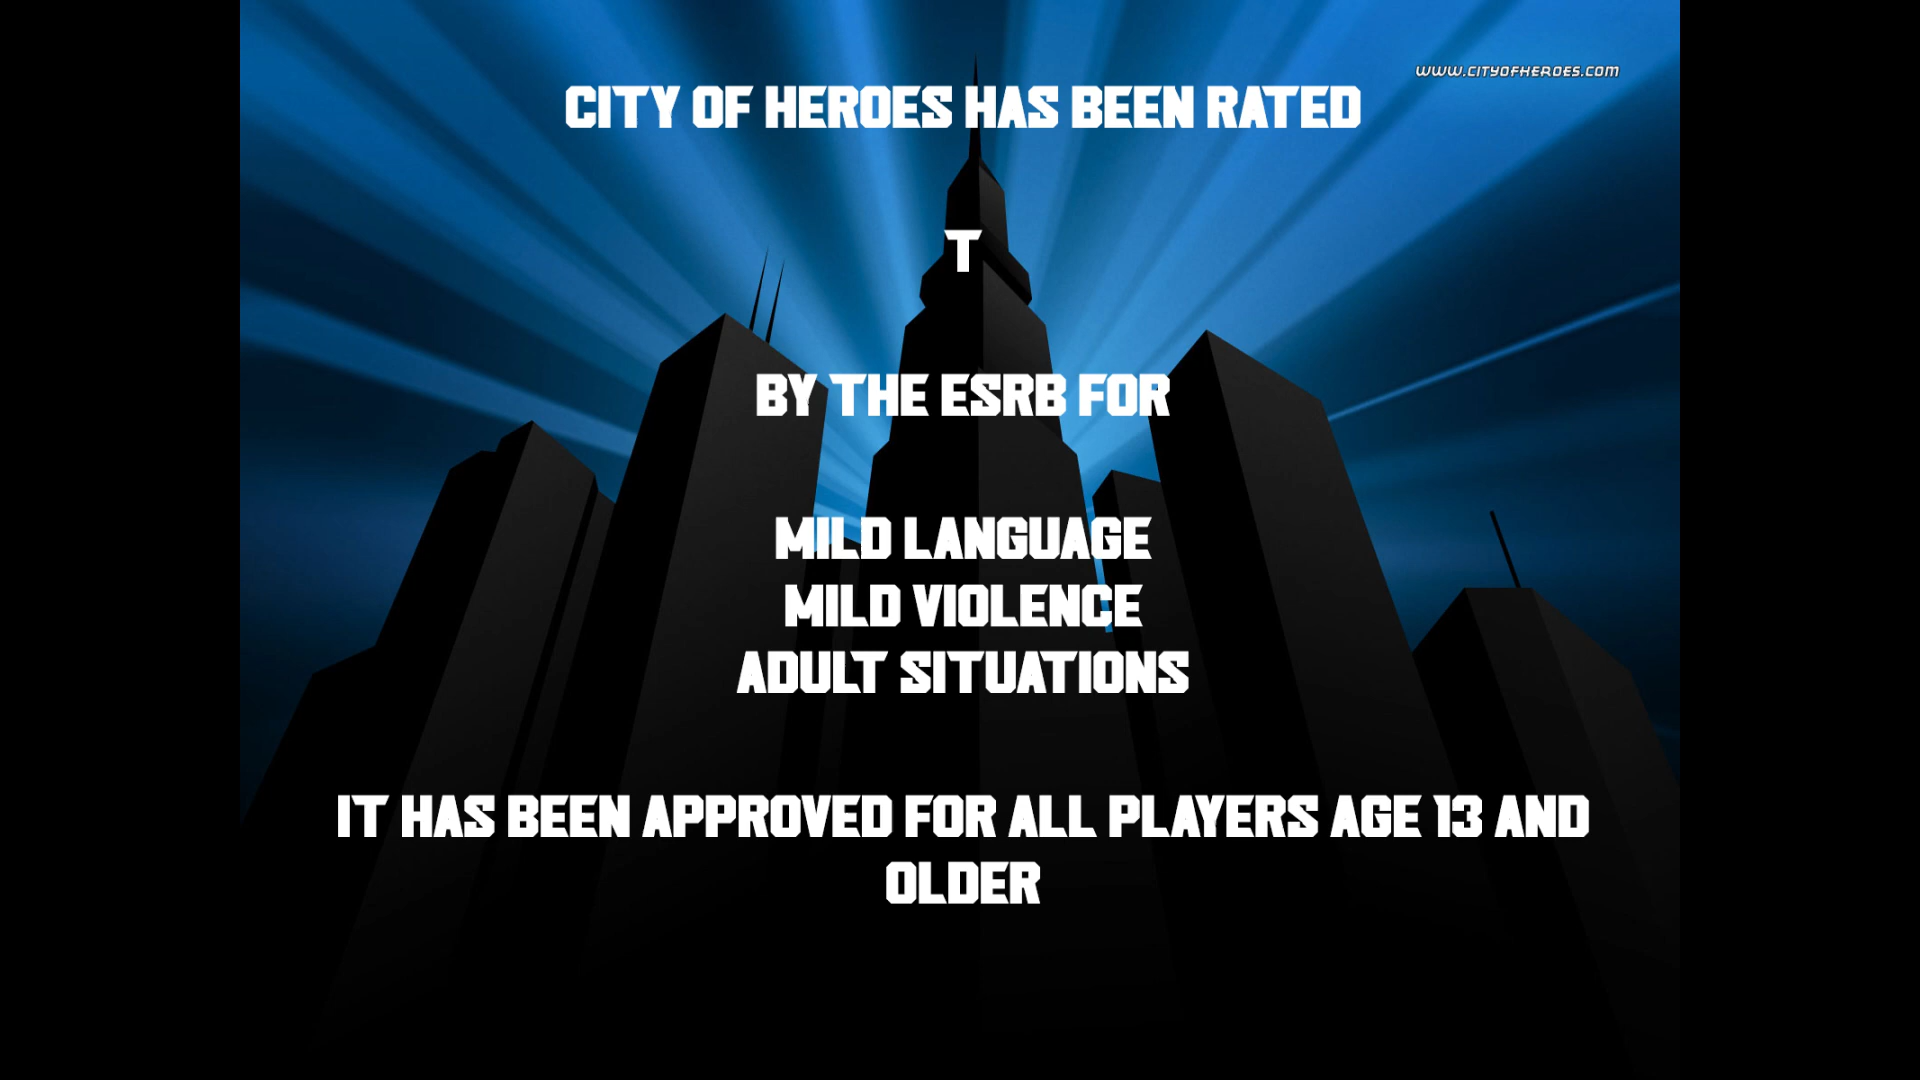 WWW.CITYOFHEROES.COM
CITY OF HEROES HAS BEEN RATED
T
BY THE ESRB FOR
MILD LANGUAGE
MILD VIOLENCE
ADULT SITUATIONS
IT HAS BEEN APPROVED FOR ALL PLAYERS AGE 13 AND
OLDER